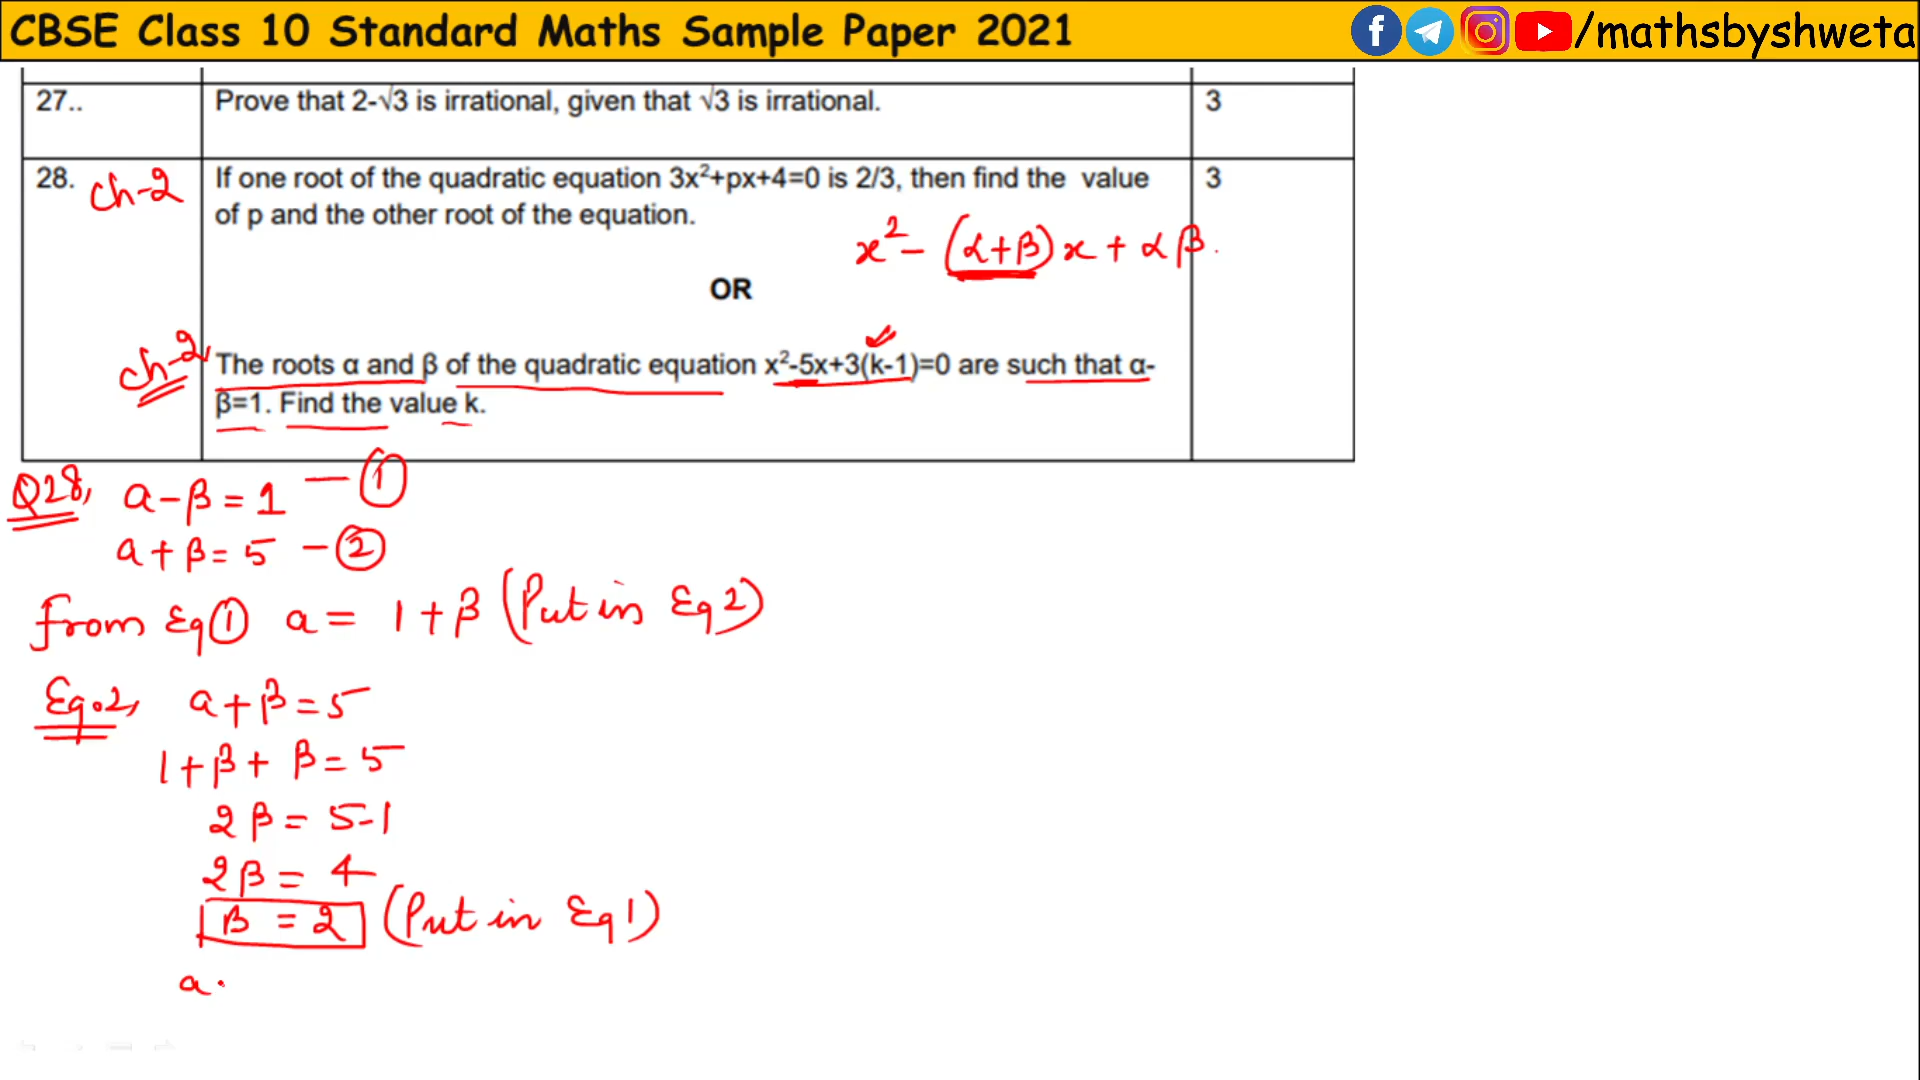 CBSE Class 10 Standard Maths Sample Paper 2021
/mathsbyshweta
27.. Prove that 2-√3 is irrational, given that √3 is irrational. 3
28. Ch-2 If one root of the quadratic equation 3x²+px+4=0 is 2/3, then find the value 3
of p and the other root of the equation.
x² - (α+β)x + αβ.
OR
Ch-2, The roots α and β of the quadratic equation x²-5x+3(k-1)=0 are such that α-
β=1. Find the value k.
Q28, a-β = 1 — ①
a+β = 5 — ②
from Eq ① a = 1+β (Put in Eq 2)
Eq.2, a+β = 5
1+β+β = 5
2β = 5-1
2β = 4
β = 2 (Put in Eq 1)
a.